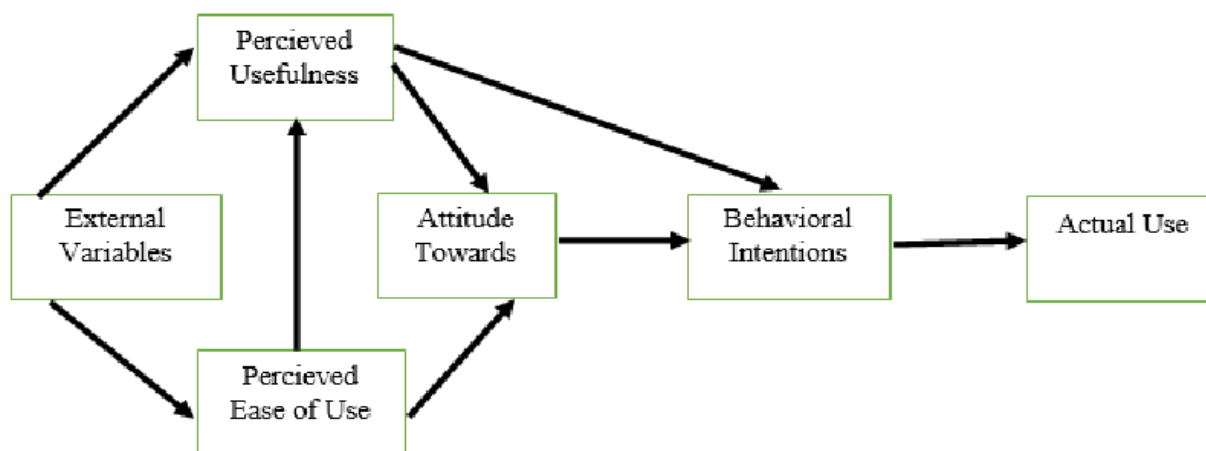 Percieved
Usefulness
External
Variables
Attitude
Towards
Behavioral
Intentions
Actual Use
Percieved
Ease of Use